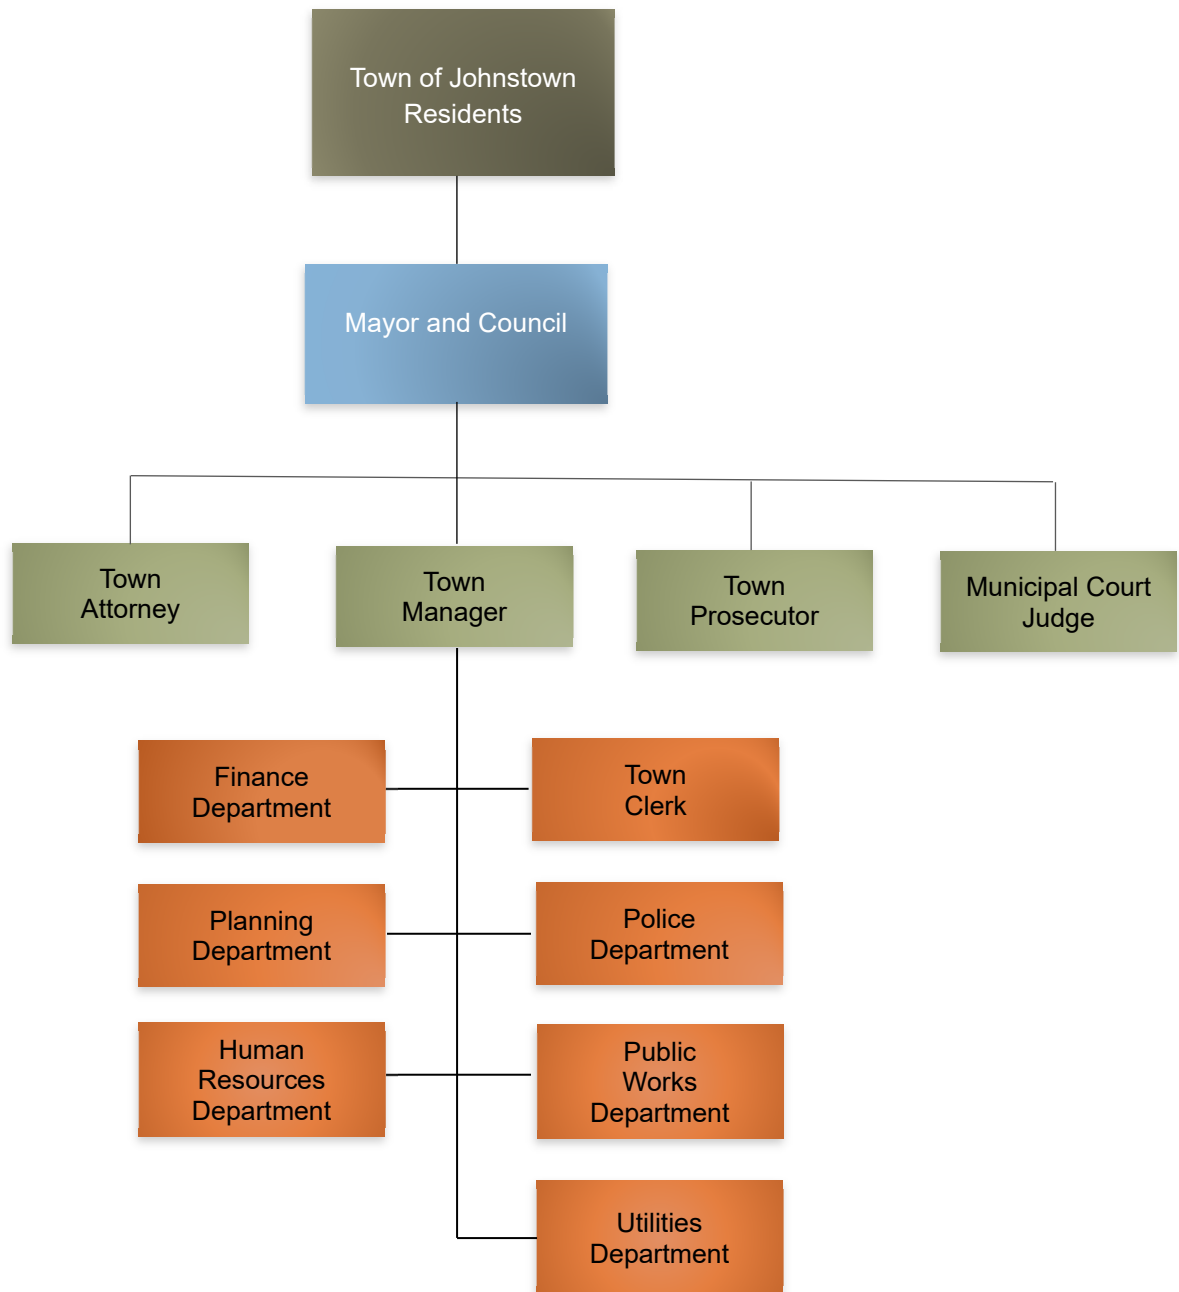 Town of Johnstown
Residents
Mayor and Council
Town
Attorney
Town
Manager
Town
Prosecutor
Municipal Court
Judge
Finance
Department
Town
Clerk
Planning
Department
Police
Department
Human
Resources
Department
Public
Works
Department
Utilities
Department